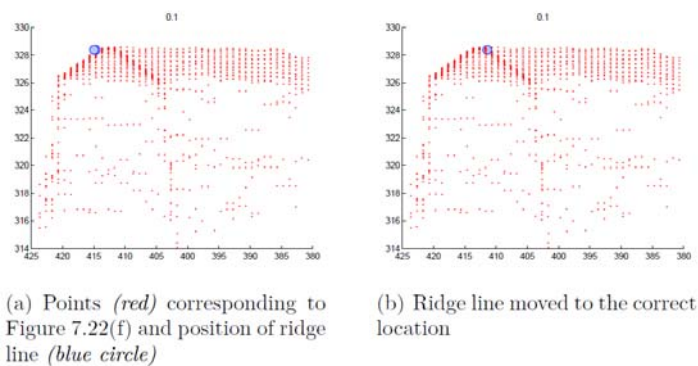 0.1
330
328
326
324
322
320
318
316
314
425 420 415 410 405 400 395 390 385 380
0.1
330
328
326
324
322
320
318
316
314
425 420 415 410 405 400 395 390 385 380
(a) Points (red) corresponding to
Figure 7.22(f) and position of ridge
line (blue circle)
(b) Ridge line moved to the correct
location